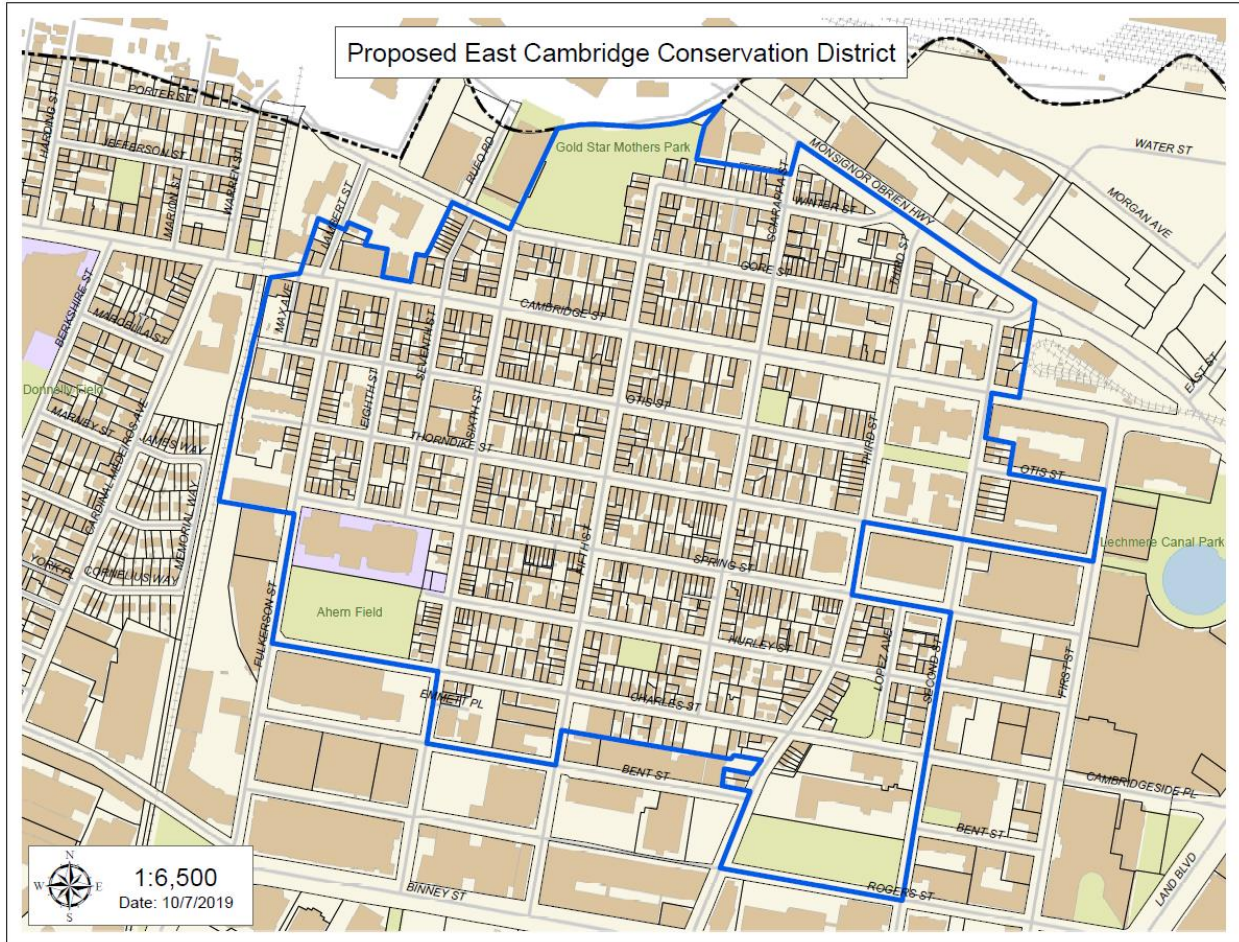 Proposed East Cambridge Conservation District
PORTER ST
HARDING ST
JEFFERSON ST
MARION ST
WARREN ST
RUFO RD
Gold Star Mothers Park
WATER ST
MONSIGNOR OBRIEN HWY
MORGAN AVE
LAMBERT ST
SCIARAPPA ST
WINTER ST
THIRD ST
GORE ST
BERKSHIRE ST
MAX AVE
CAMBRIDGE ST
SEVENTH ST
EIGHTH ST
SIXTH ST
OTIS ST
EAST ST
Donnelly Field
JAMES WAY
THORNDIKE ST
THIRD ST
OTIS ST
CARDINAL MEDEIROS AVE
MEMORIAL WAY
FIFTH ST
SPRING ST
Lechmere Canal Park
YORK PL
CORNELIUS WAY
FULKERSON ST
Ahern Field
HURLEY ST
LOPEZ AVE
SECOND ST
FIRST ST
EMMETT PL
CHARLES ST
BENT ST
CAMBRIDGESIDE PL
BENT ST
LAND BLVD
BINNEY ST
ROGERS ST
N
W E
S
1:6,500
Date: 10/7/2019